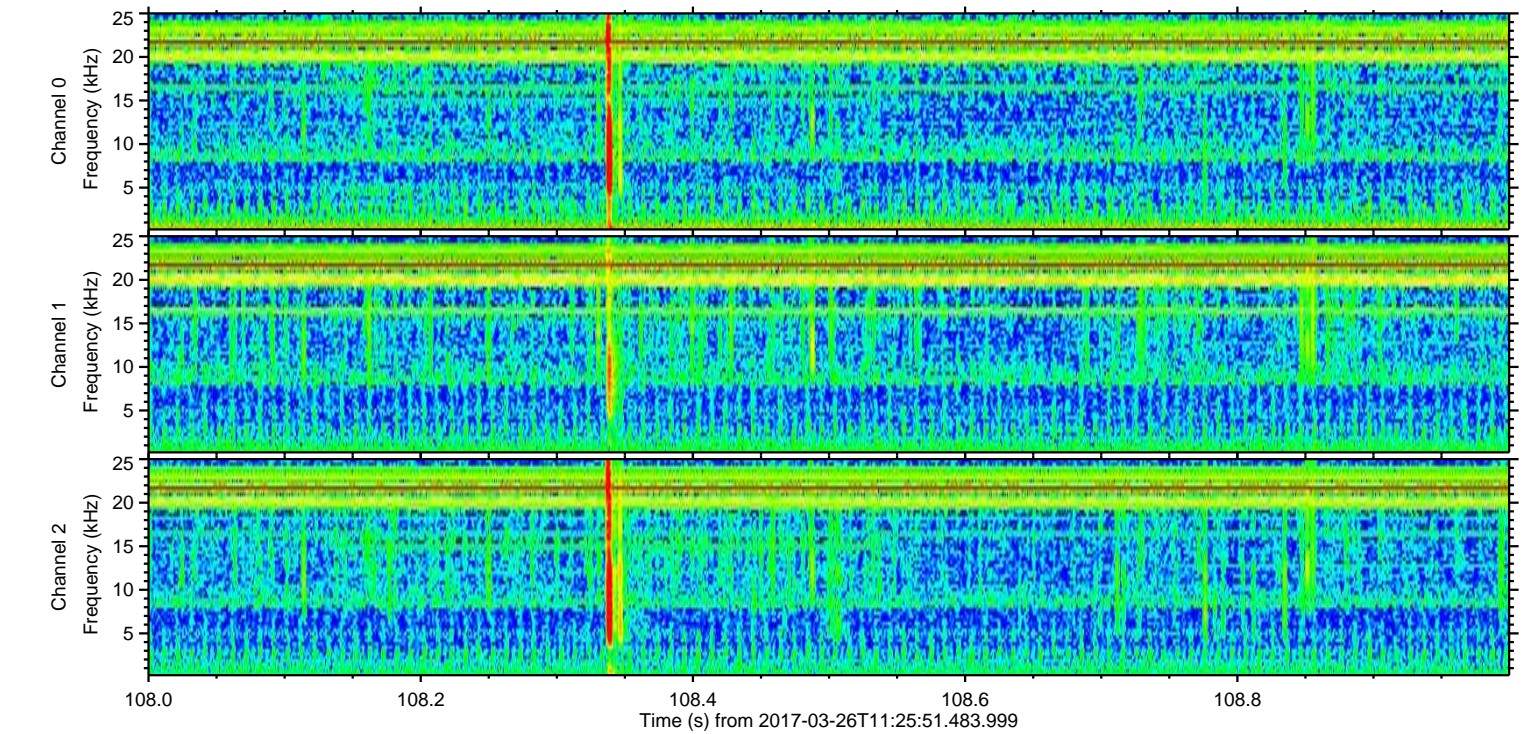 25
20
15
10
5
Channel 0
Frequency (kHz)
25
20
15
10
5
Channel 1
Frequency (kHz)
25
20
15
10
5
Channel 2
Frequency (kHz)
108.0 108.2 108.4 108.6 108.8
Time (s) from 2017-03-26T11:25:51.483.999